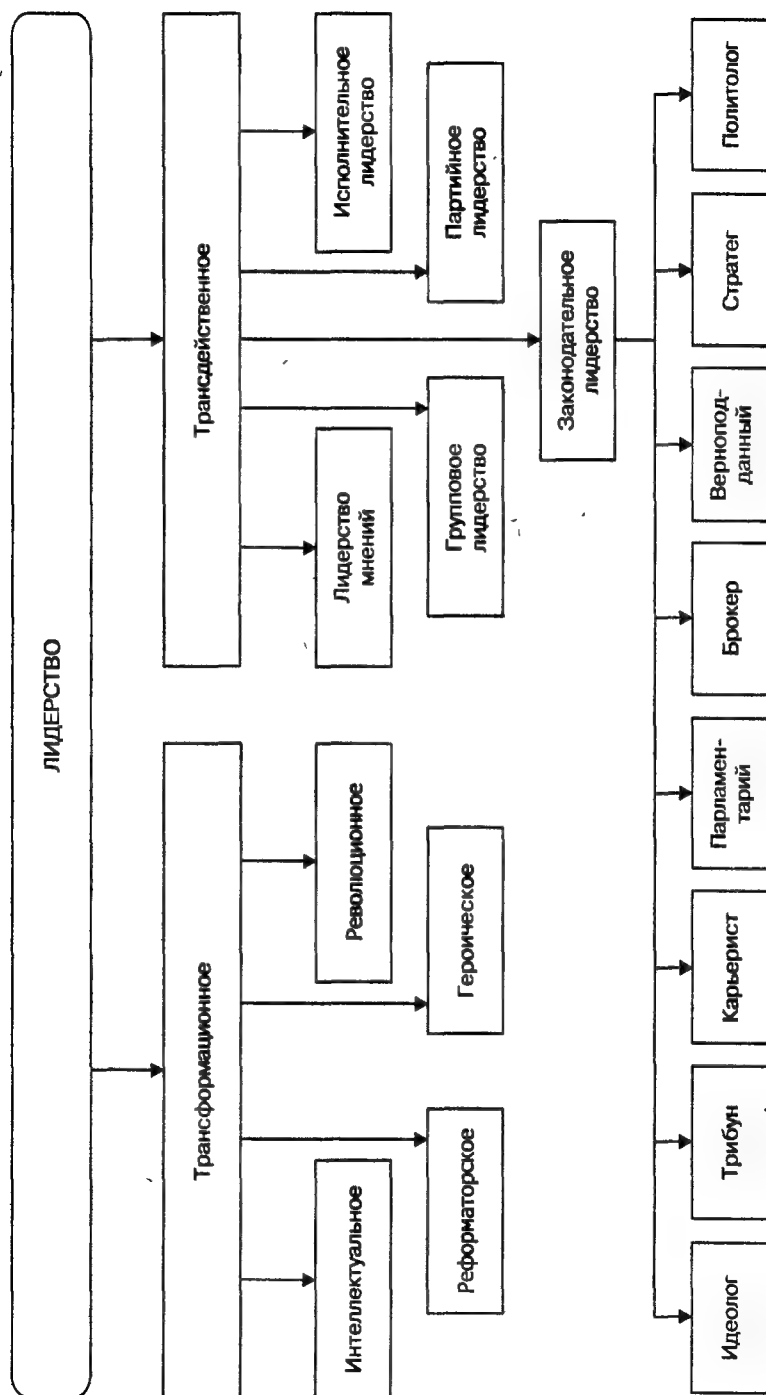 ЛИДЕРСТВО
Трансформационное
Трансдейственное
Интеллектуальное
Революционное
Лидерство
мнений
Исполнительное
лидерство
Реформаторское
Героическое
Групповое
лидерство
Партийное
лидерство
Законодательное
лидерство
Идеолог
Трибун
Карьерист
Парламен-
тарий
Брокер
Вернопод-
данный
Стратег
Политолог